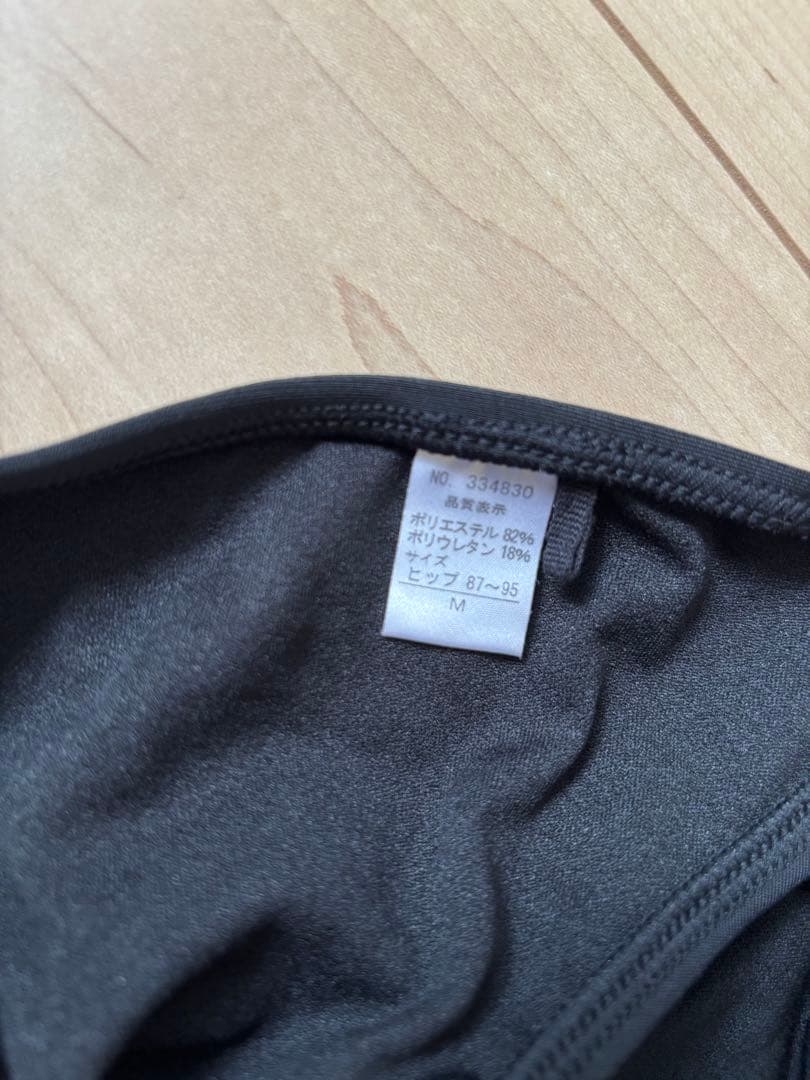 NO. 334830
品質表示
ポリエステル 82%
ポリウレタン 18%
サイズ
ヒップ 87〜95
M